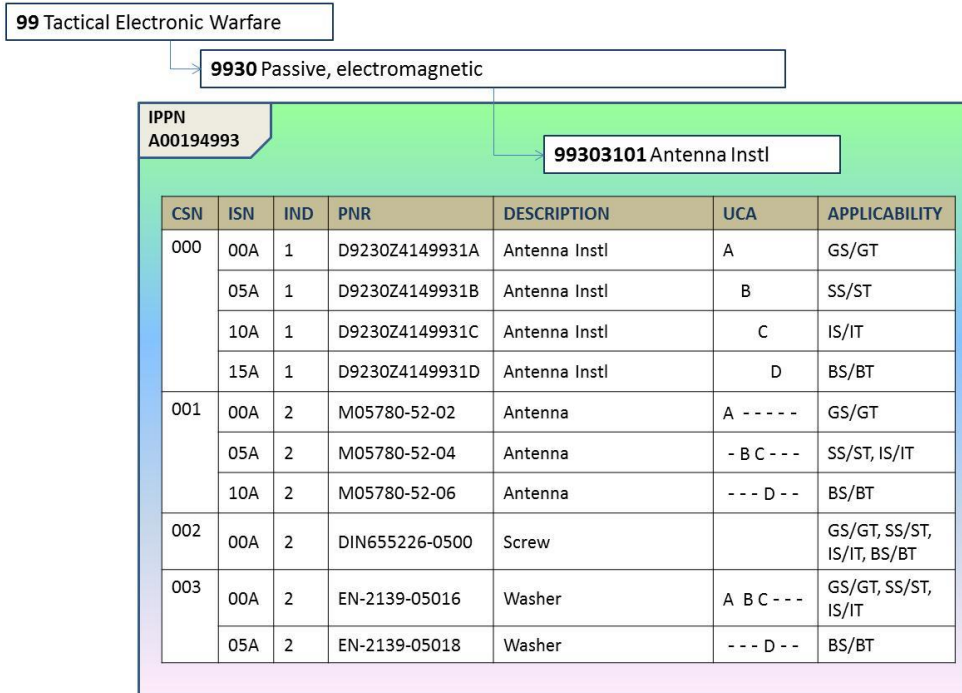 99 Tactical Electronic Warfare
9930 Passive, electromagnetic
IPPN
A00194993
99303101 Antenna Instl
CSN ISN IND PNR DESCRIPTION UCA APPLICABILITY
000 00A 1 D9230Z4149931A Antenna Instl A GS/GT
05A 1 D9230Z4149931B Antenna Instl B SS/ST
10A 1 D9230Z4149931C Antenna Instl C IS/IT
15A 1 D9230Z4149931D Antenna Instl D BS/BT
001 00A 2 M05780-52-02 Antenna A - - - - - GS/GT
05A 2 M05780-52-04 Antenna - B C - - - SS/ST, IS/IT
10A 2 M05780-52-06 Antenna - - - D - - BS/BT
002 00A 2 DIN655226-0500 Screw GS/GT, SS/ST,
IS/IT, BS/BT
003 00A 2 EN-2139-05016 Washer A B C - - - GS/GT, SS/ST,
IS/IT
05A 2 EN-2139-05018 Washer - - - D - - BS/BT